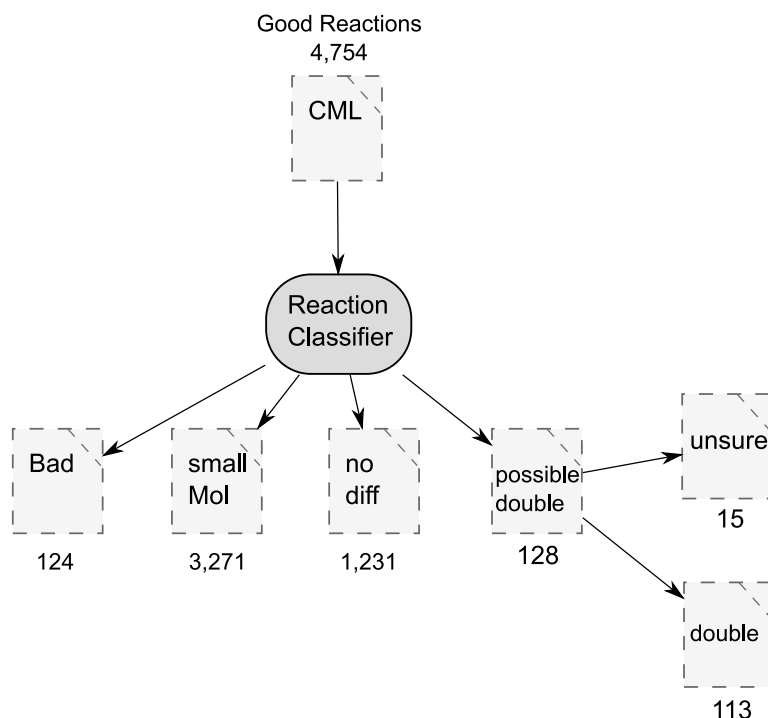 Good Reactions
4,754
CML
Reaction
Classifier
Bad
124
small
Mol
3,271
no
diff
1,231
possible
double
128
unsure
15
double
113